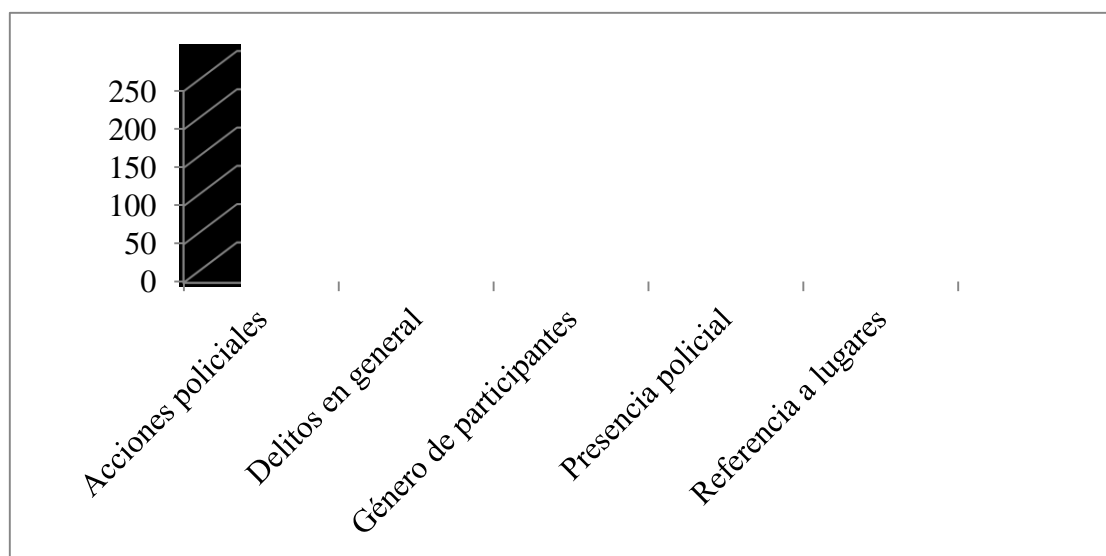 250
200
150
100
50
0
Acciones policiales
Delitos en general
Género de participantes
Presencia policial
Referencia a lugares